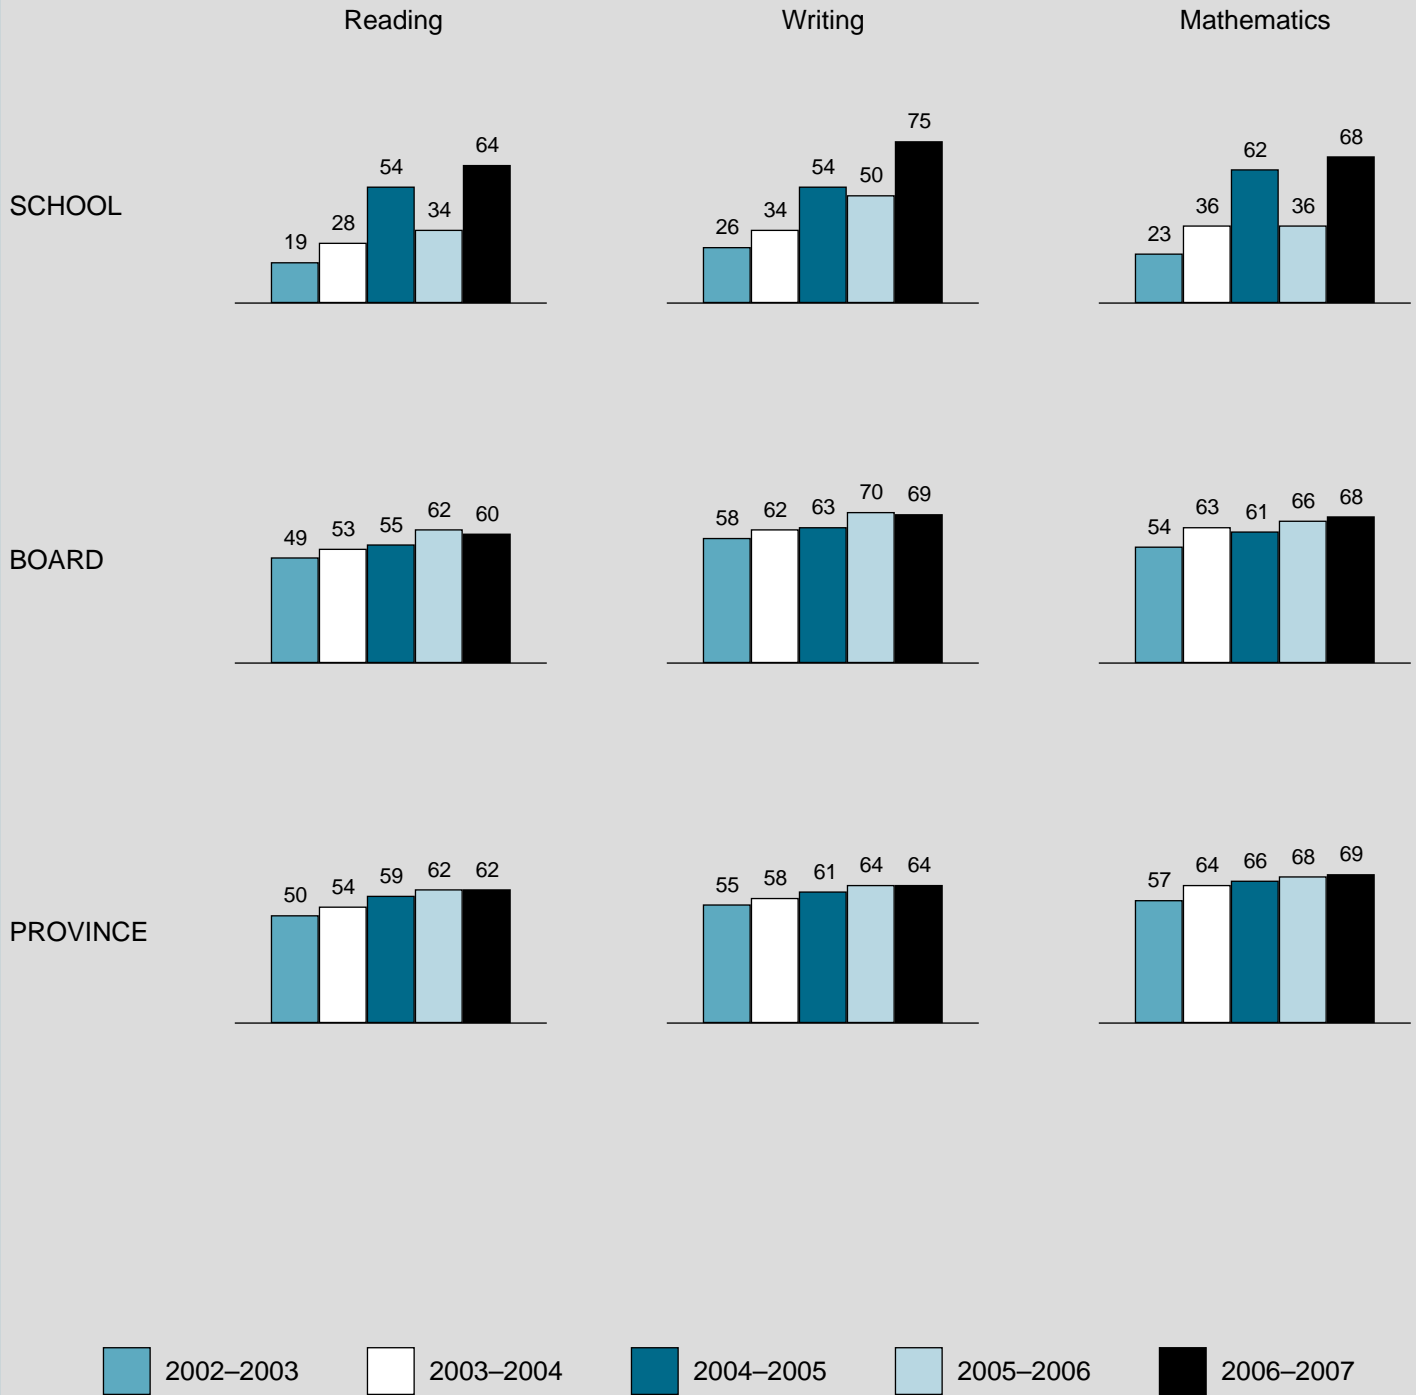 Reading Writing Mathematics
SCHOOL
19 28 54 34 64
26 34 54 50 75
23 36 62 36 68
BOARD
49 53 55 62 60
58 62 63 70 69
54 63 61 66 68
PROVINCE
50 54 59 62 62
55 58 61 64 64
57 64 66 68 69
2002–2003 2003–2004 2004–2005 2005–2006 2006–2007